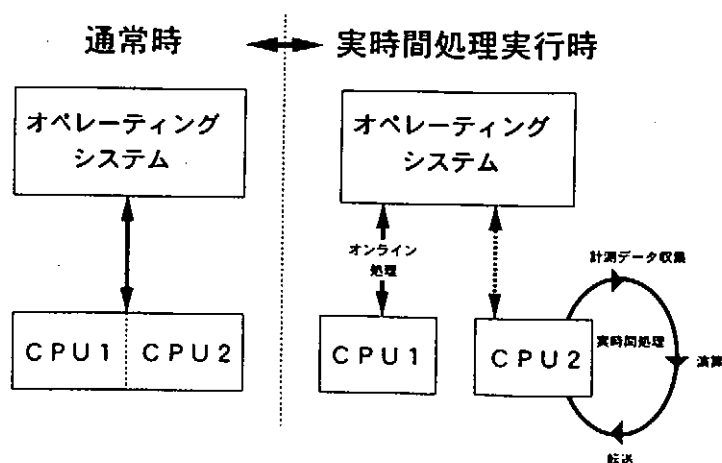 通常時
実時間処理実行時
オペレーティング
システム
オペレーティング
システム
オンライン
処理
計測データ収集
CPU1
CPU2
CPU1
CPU2
実時間処理
演算
転送